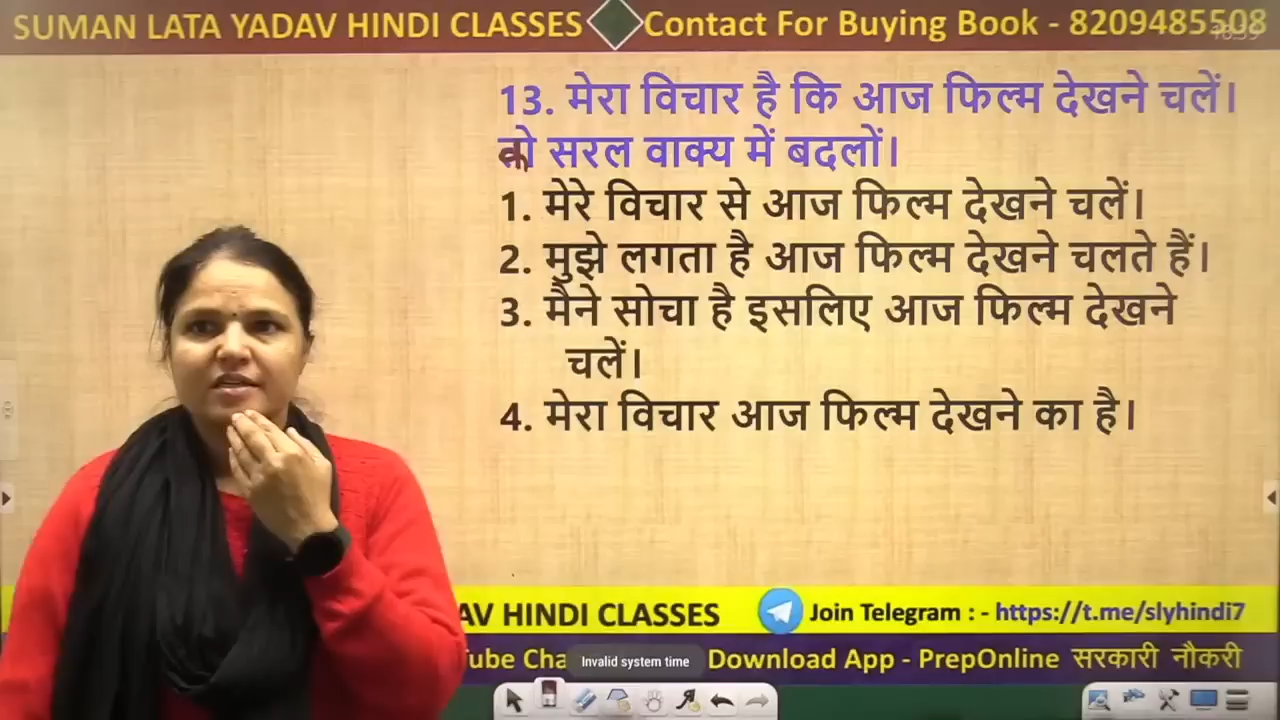 SUMAN LATA YADAV HINDI CLASSES Contact For Buying Book - 8209485508
13. मेरा विचार है कि आज फिल्म देखने चलें।
को सरल वाक्य में बदलों।
1. मेरे विचार से आज फिल्म देखने चलें।
2. मुझे लगता है आज फिल्म देखने चलते हैं।
3. मैने सोचा है इसलिए आज फिल्म देखने
चलें।
4. मेरा विचार आज फिल्म देखने का है।
AV HINDI CLASSES Join Telegram : - https://t.me/slyhindi7
Tube Cha Invalid system time Download App - PrepOnline सरकारी नौकरी